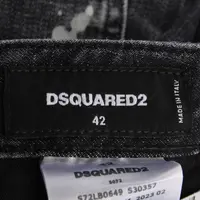 DSQUARED2
42
MADE IN ITALY
DSQUARED2
S72LB0649 S30357